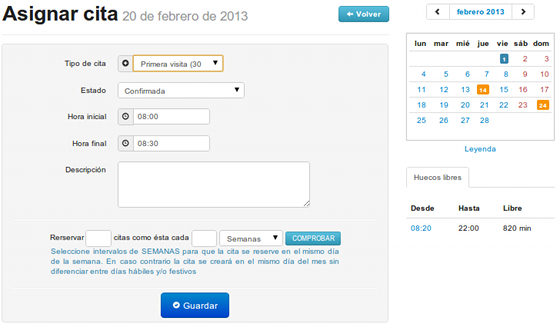 Asignar cita 20 de febrero de 2013
Volver
Tipo de cita Primera visita (30
Estado Confirmada
Hora inicial 08:00
Hora final 08:30
Descripción
Rerservar citas como ésta cada Semanas COMPROBAR
Seleccione intervalos de SEMANAS para que la cita se reserve en el mismo día
de la semana. En caso contrario la cita se creará en el mismo día del mes sin
diferenciar entre días hábiles y/o festivos
Guardar
febrero 2013
lun mar mié jue vie sáb dom
1 2 3
4 5 6 7 8 9 10
11 12 13 14 15 16 17
18 19 20 21 22 23 24
25 26 27 28
Leyenda
Huecos libres
Desde Hasta Libre
08:20 22:00 820 min